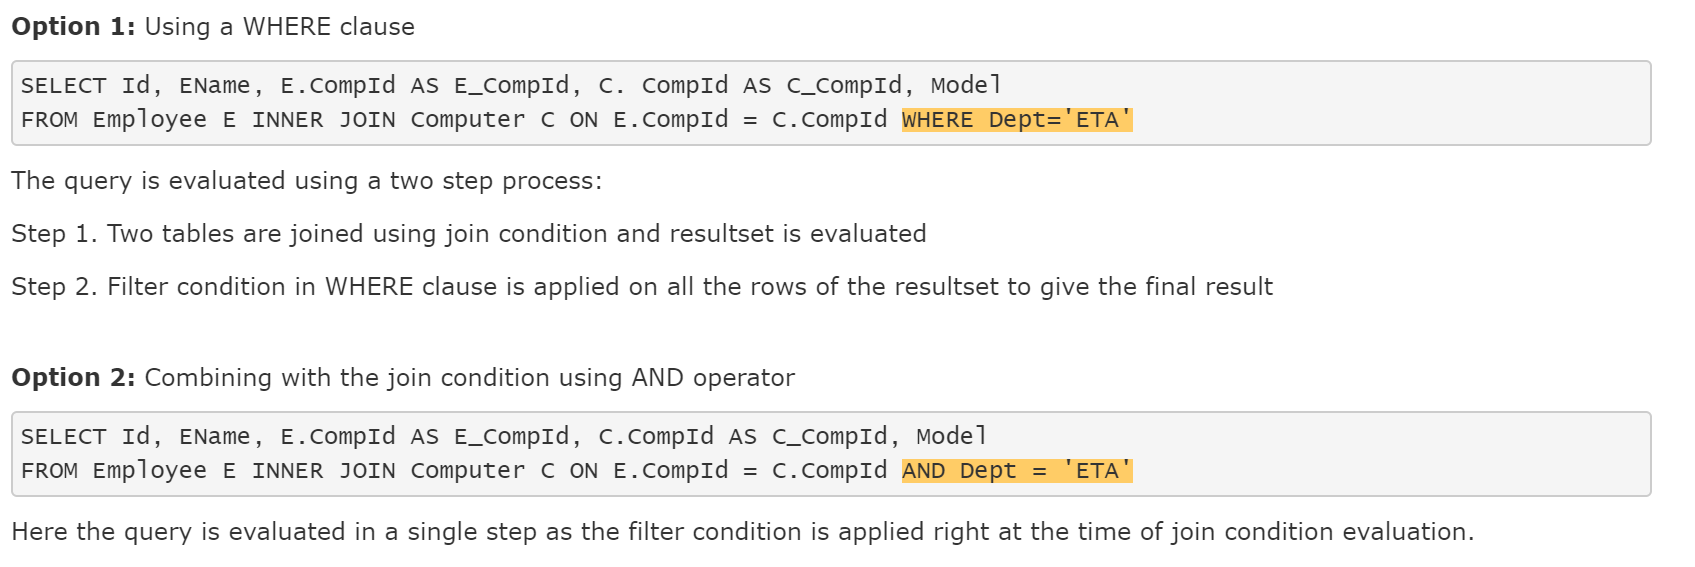 Option 1: Using a WHERE clause
SELECT Id, EName, E.CompId AS E_CompId, C. CompId AS C_CompId, Model
FROM Employee E INNER JOIN Computer C ON E.CompId = C.CompId WHERE Dept='ETA'
The query is evaluated using a two step process:
Step 1. Two tables are joined using join condition and resultset is evaluated
Step 2. Filter condition in WHERE clause is applied on all the rows of the resultset to give the final result
Option 2: Combining with the join condition using AND operator
SELECT Id, EName, E.CompId AS E_CompId, C.CompId AS C_CompId, Model
FROM Employee E INNER JOIN Computer C ON E.CompId = C.CompId AND Dept = 'ETA'
Here the query is evaluated in a single step as the filter condition is applied right at the time of join condition evaluation.